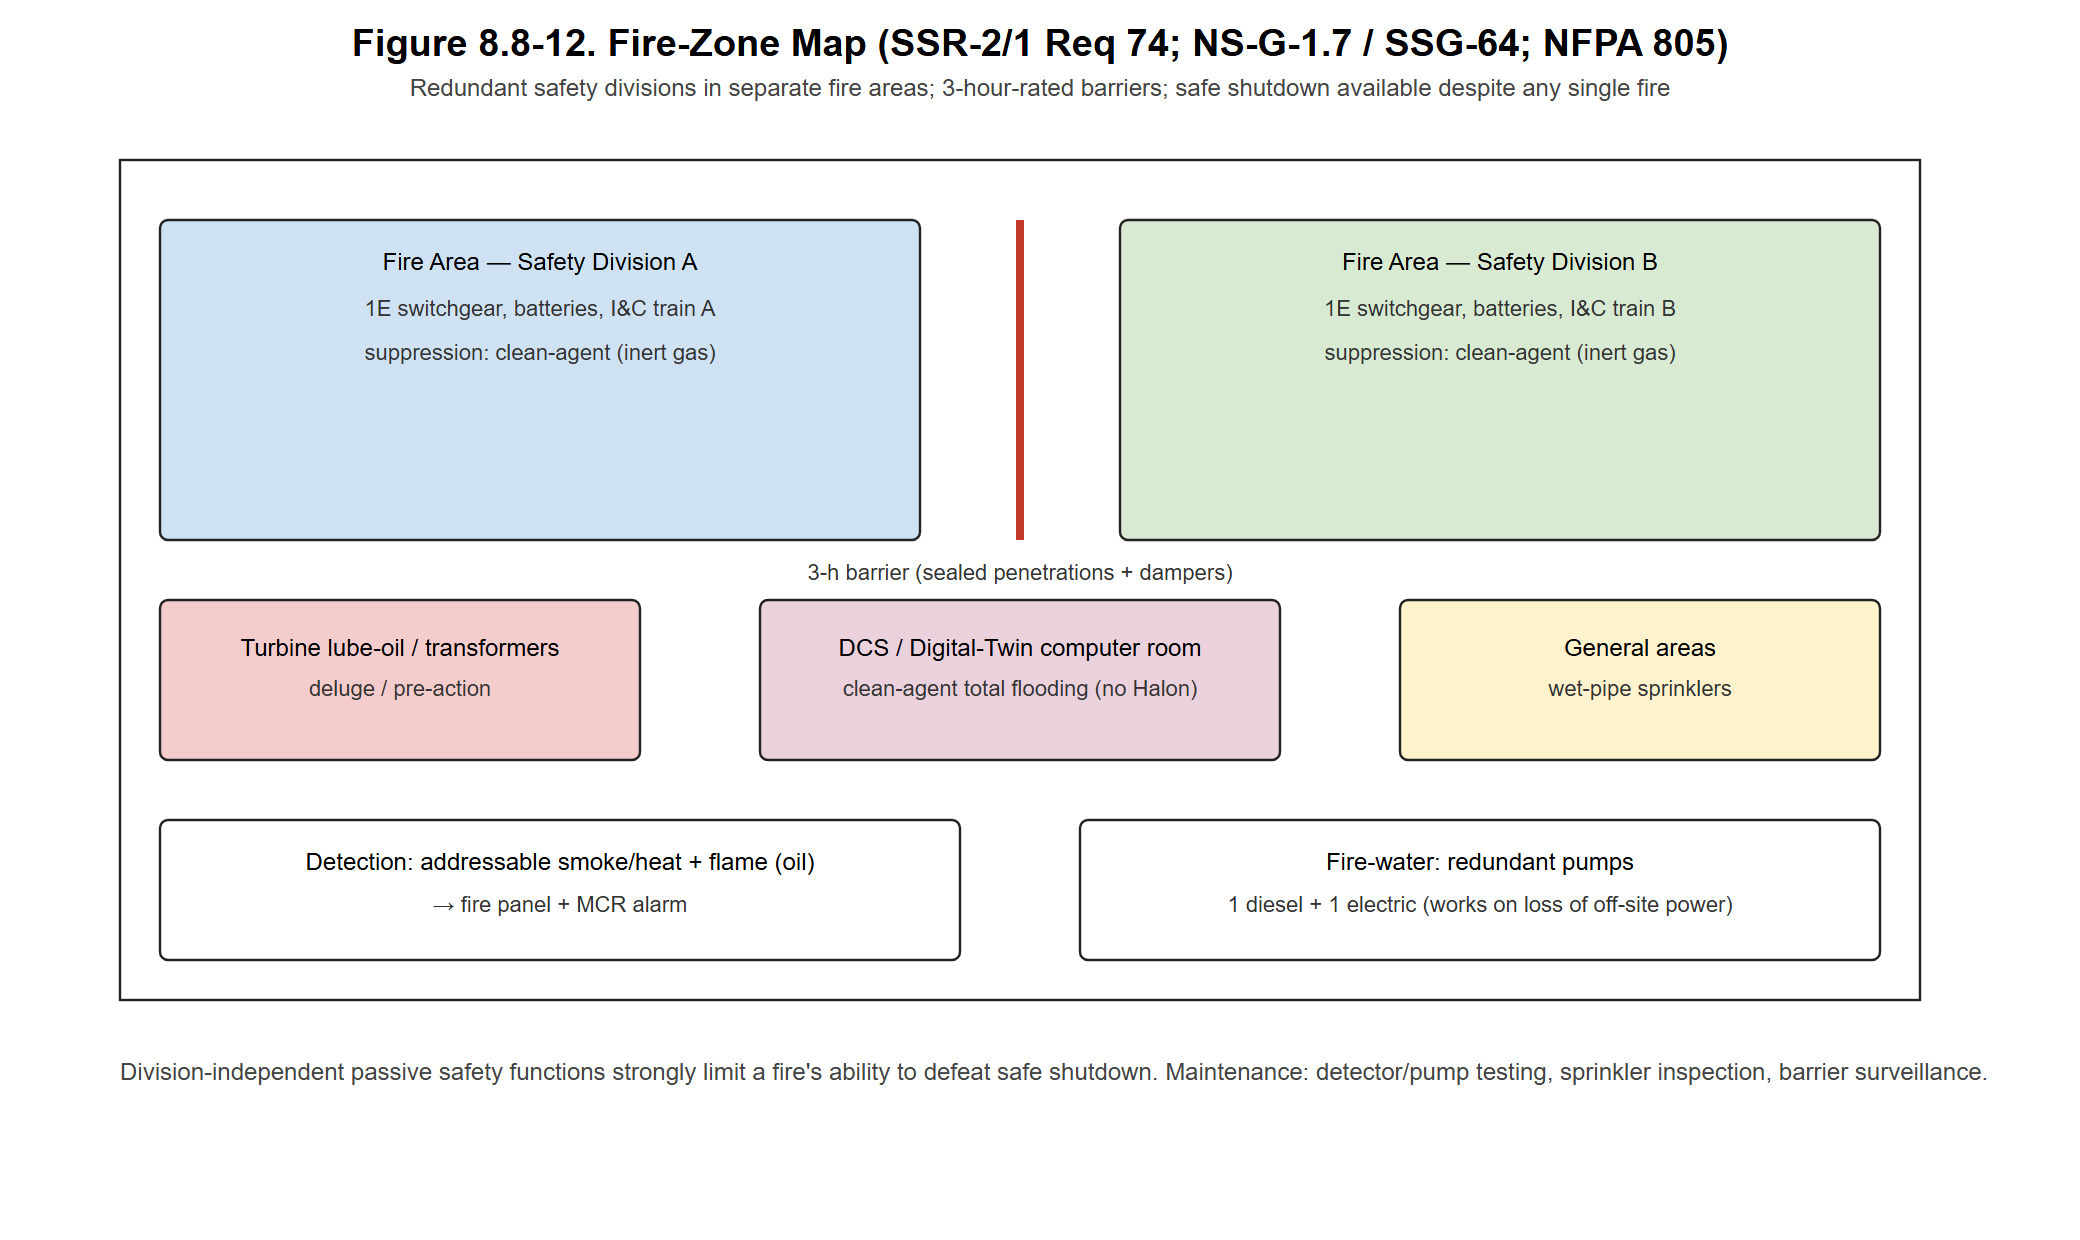 Figure 8.8-12. Fire-Zone Map (SSR-2/1 Req 74; NS-G-1.7 / SSG-64; NFPA 805)
Redundant safety divisions in separate fire areas; 3-hour-rated barriers; safe shutdown available despite any single fire
Fire Area — Safety Division A
1E switchgear, batteries, I&C train A
suppression: clean-agent (inert gas)
Fire Area — Safety Division B
1E switchgear, batteries, I&C train B
suppression: clean-agent (inert gas)
3-h barrier (sealed penetrations + dampers)
Turbine lube-oil / transformers
deluge / pre-action
DCS / Digital-Twin computer room
clean-agent total flooding (no Halon)
General areas
wet-pipe sprinklers
Detection: addressable smoke/heat + flame (oil)
→ fire panel + MCR alarm
Fire-water: redundant pumps
1 diesel + 1 electric (works on loss of off-site power)
Division-independent passive safety functions strongly limit a fire's ability to defeat safe shutdown. Maintenance: detector/pump testing, sprinkler inspection, barrier surveillance.